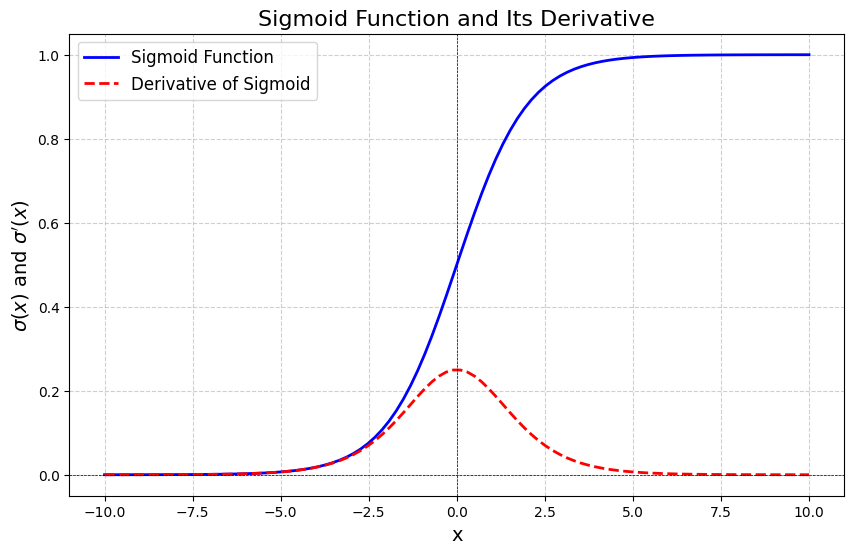 Sigmoid Function and Its Derivative
Sigmoid Function
Derivative of Sigmoid
σ(x) and σ′(x)
1.0
0.8
0.6
0.4
0.2
0.0
−10.0 −7.5 −5.0 −2.5 0.0 2.5 5.0 7.5 10.0
x